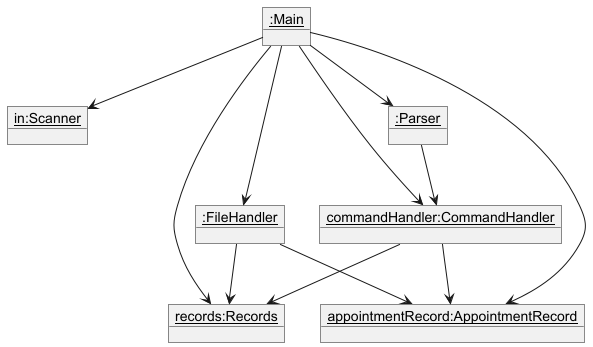 :Main
in:Scanner
:Parser
:FileHandler
commandHandler:CommandHandler
records:Records
appointmentRecord:AppointmentRecord